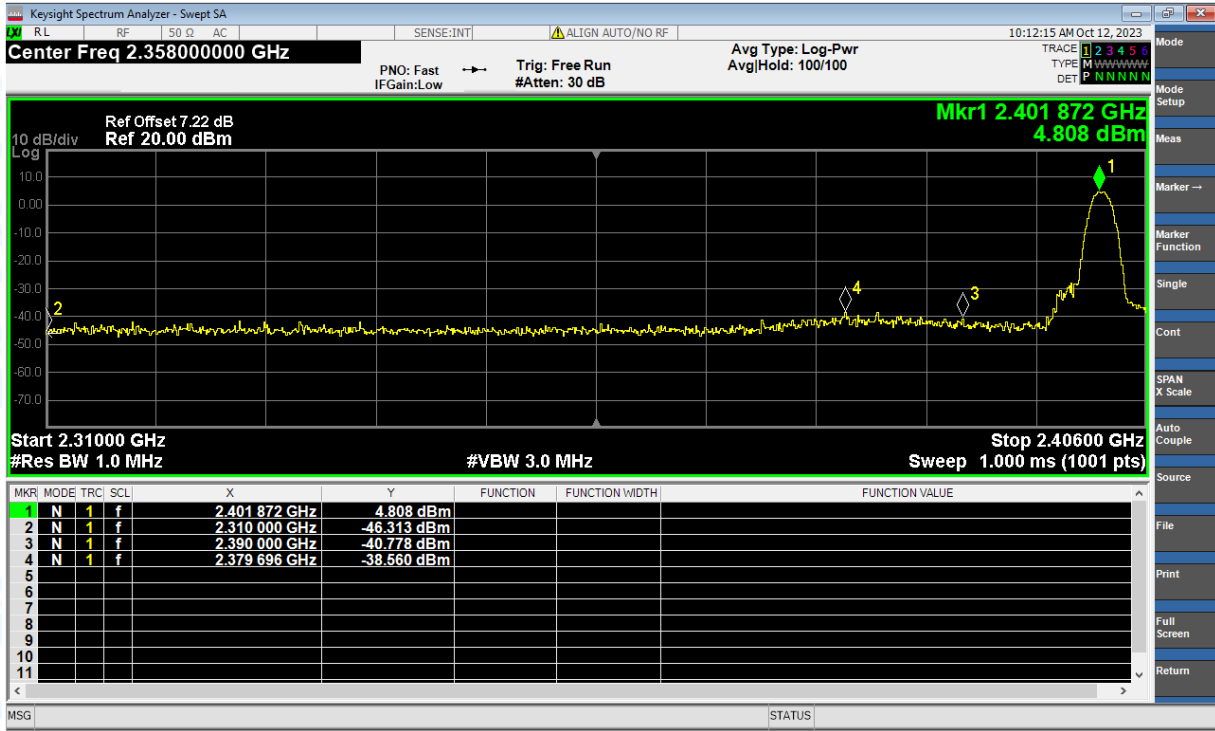 Keysight Spectrum Analyzer - Swept SA
LXI RL RF 50 Ω AC SENSE:INT ALIGN AUTO/NO RF 10:12:15 AM Oct 12, 2023
Center Freq 2.358000000 GHz
PNO: Fast
IFGain:Low
Trig: Free Run
#Atten: 30 dB
Avg Type: Log-Pwr
Avg|Hold: 100/100
TRACE 1 2 3 4 5 6
TYPE M WWWWW
DET P N N N N N
Mkr1 2.401 872 GHz
4.808 dBm
Ref Offset 7.22 dB
10 dB/div Ref 20.00 dBm
Log
10.0
0.00
-10.0
-20.0
-30.0
-40.0
-50.0
-60.0
-70.0
1
2
4
3
Start 2.31000 GHz Stop 2.40600 GHz
#Res BW 1.0 MHz #VBW 3.0 MHz Sweep 1.000 ms (1001 pts)
MKR MODE TRC SCL X Y FUNCTION FUNCTION WIDTH FUNCTION VALUE
1 N 1 f 2.401 872 GHz 4.808 dBm
2 N 1 f 2.310 000 GHz -46.313 dBm
3 N 1 f 2.390 000 GHz -40.778 dBm
4 N 1 f 2.379 696 GHz -38.560 dBm
5
6
7
8
9
10
11
MSG STATUS
Mode
Mode
Setup
Meas
Marker →
Marker
Function
Single
Cont
SPAN
X Scale
Auto
Couple
Source
File
Print
Full
Screen
Return